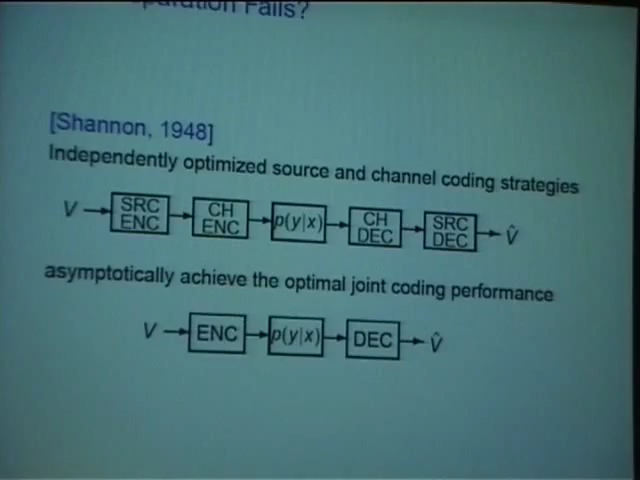 Fails?
[Shannon, 1948]
Independently optimized source and channel coding strategies
V SRC ENC CH ENC p(y|x) CH DEC SRC DEC V̂
asymptotically achieve the optimal joint coding performance
V ENC p(y|x) DEC V̂